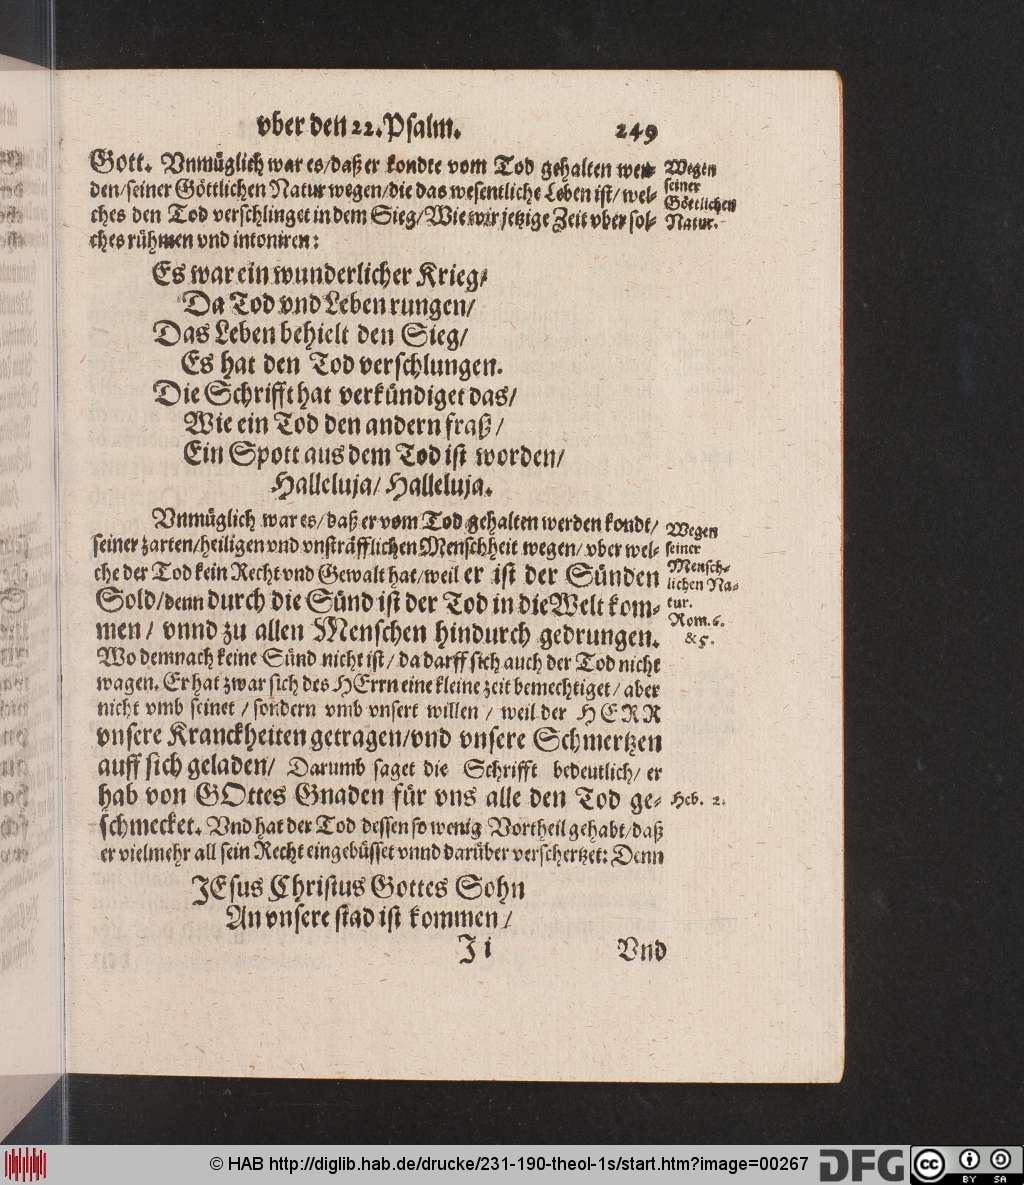 vber den 22. Psalm. 249
Gott. Vnmüglich war es/daß er kondte vom Tod gehalten wer-
den/seiner Göttlichen Natur wegen/die das wesentliche Leben ist/wel-
ches den Tod verschlinget in dem Sieg/Wie wir jetzige Zeit vber sol-
ches rühmen vnd intoniren:
Wegen
seiner
Göttlichen
Natur.
Es war ein wunderlicher Krieg/
Da Tod vnd Leben rungen/
Das Leben behielt den Sieg/
Es hat den Tod verschlungen.
Die Schrifft hat verkündiget das/
Wie ein Tod den andern fraß/
Ein Spott aus dem Tod ist worden/
Halleluja/ Halleluja.
Vnmüglich war es/daß er vom Tod gehalten werden kondt/
seiner zarten/heiligen vnd vnsträfflichen Menschheit wegen/ vber wel-
che der Tod kein Recht vnd Gewalt hat/weil er ist der Sünden
Sold/denn durch die Sünd ist der Tod in die Welt kom-
men/ vnnd zu allen Menschen hindurch gedrungen.
Wo demnach keine Sünd nicht ist/ da darff sich auch der Tod nicht
wagen. Er hat zwar sich des HErrn eine kleine zeit bemechtiget/ aber
nicht vmb seinet/ sondern vmb vnsert willen/ weil der HERR
vnsere Kranckheiten getragen/vnd vnsere Schmertzen
auff sich geladen/ Darumb saget die Schrifft bedeutlich/ er
hab von GOttes Gnaden für vns alle den Tod ge-
schmecket. Vnd hat der Tod dessen so wenig Vortheil gehabt/daß
er vielmehr all sein Recht eingebüsset vnnd darüber verschertzet: Denn
Wegen
seiner
Mensch-
lichen Na-
tur.
Rom. 6.
& 5.
Heb. 2.
JEsus Christus Gottes Sohn
An vnsere stad ist kommen/
Ji Vnd
© HAB http://diglib.hab.de/drucke/231-190-theol-1s/start.htm?image=00267
DFG
cc BY SA